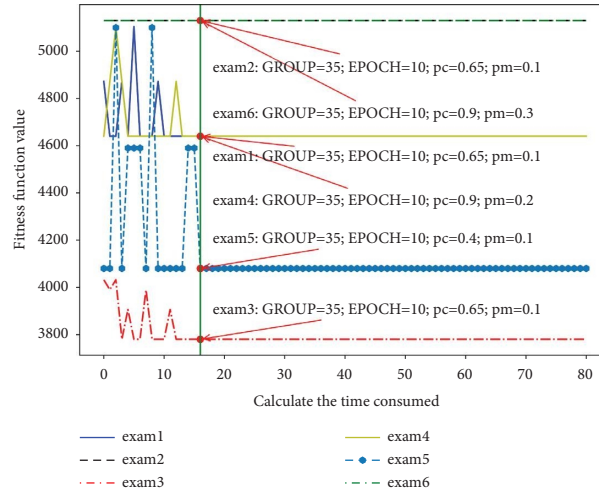 5000
4800
4600
4400
4200
4000
3800
Fitness function value
exam2: GROUP=35; EPOCH=10; pc=0.65; pm=0.1
exam6: GROUP=35; EPOCH=10; pc=0.9; pm=0.3
exam1: GROUP=35; EPOCH=10; pc=0.65; pm=0.1
exam4: GROUP=35; EPOCH=10; pc=0.9; pm=0.2
exam5: GROUP=35; EPOCH=10; pc=0.4; pm=0.1
exam3: GROUP=35; EPOCH=10; pc=0.65; pm=0.1
0 10 20 30 40 50 60 70 80
Calculate the time consumed
exam1
exam2
exam3
exam4
exam5
exam6